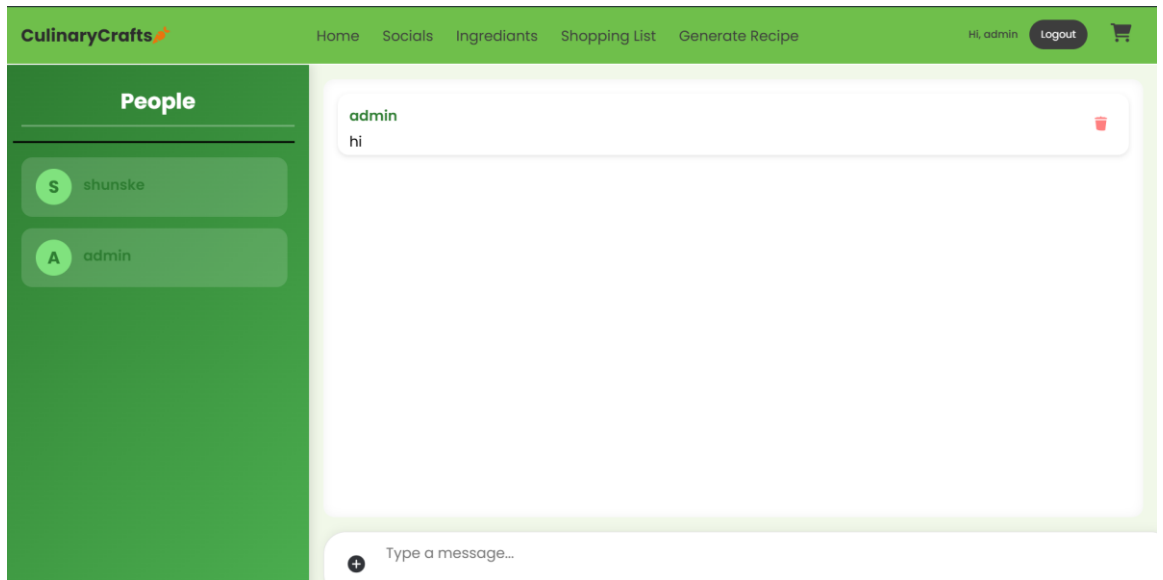 CulinaryCrafts
Home Socials Ingrediants Shopping List Generate Recipe
Hi, admin Logout
People
S shunske
A admin
admin
hi
Type a message...